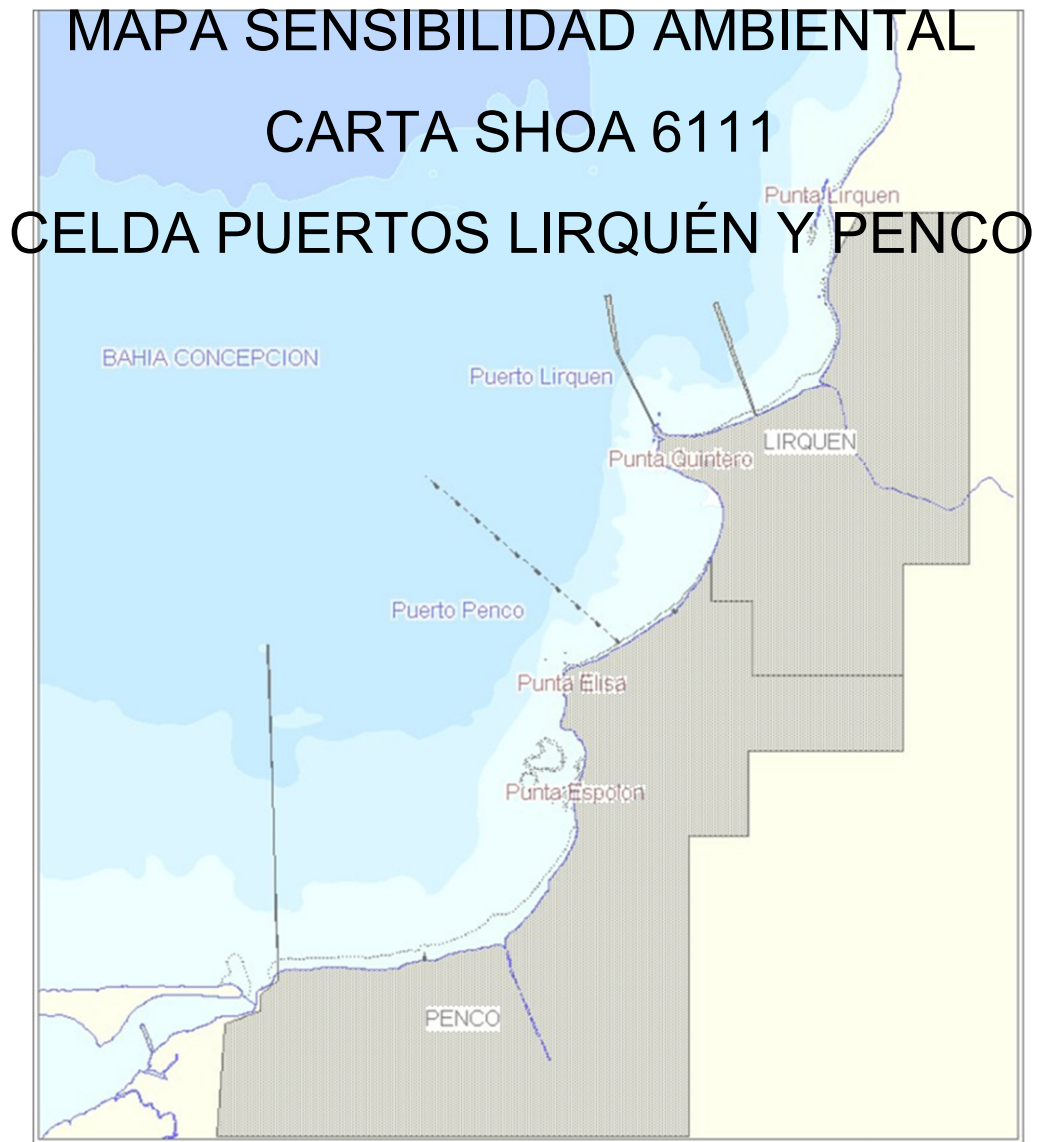 MAPA SENSIBILIDAD AMBIENTAL
CARTA SHOA 6111
Punta Lirquen
CELDA PUERTOS LIRQUÉN Y PENCO
BAHIA CONCEPCION
Puerto Lirquen
LIRQUEN
Punta Quintero
Puerto Penco
Punta Elisa
Punta Espolon
PENCO